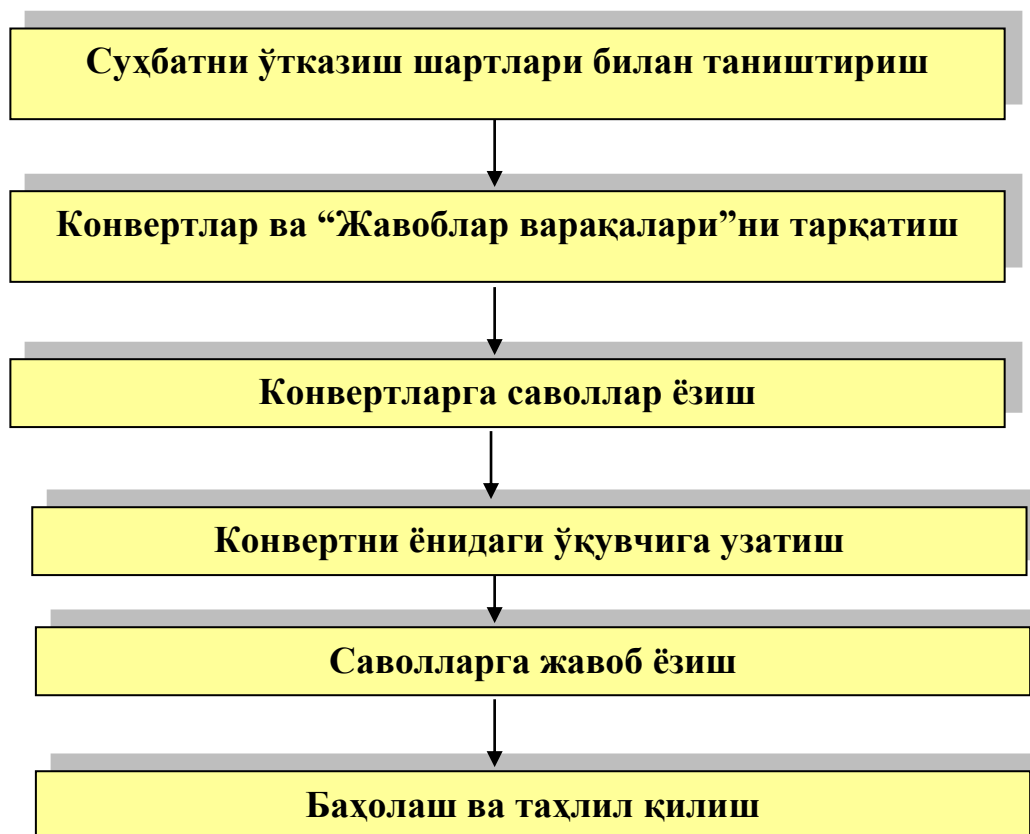 Суҳбатни ўтказиш шартлари билан таништириш
Конвертлар ва “Жавоблар варақалари”ни тарқатиш
Конвертларга саволлар ёзиш
Конвертни ёнидаги ўқувчига узатиш
Саволларга жавоб ёзиш
Баҳолаш ва таҳлил қилиш